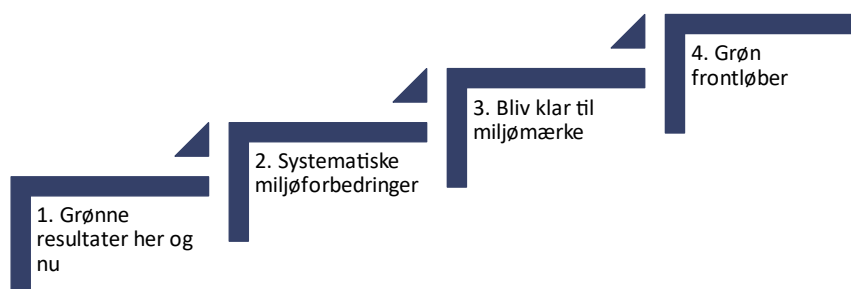 1. Grønne
resultater her og
nu
2. Systematiske
miljøforbedringer
3. Bliv klar til
miljømærke
4. Grøn
frontløber